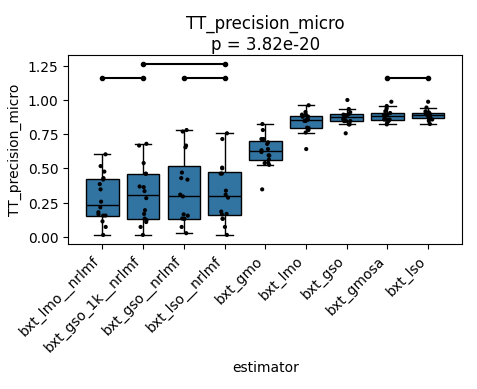 TT_precision_micro
p = 3.82e-20
TT_precision_micro
1.25
1.00
0.75
0.50
0.25
0.00
bxt_lmo__nrlmf
bxt_gso_1k__nrlmf
bxt_gso__nrlmf
bxt_lso__nrlmf
bxt_gmo
bxt_lmo
bxt_gso
bxt_gmosa
bxt_lso
estimator